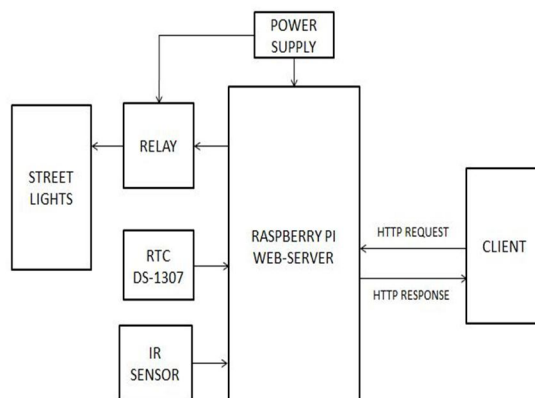 POWER
SUPPLY
STREET
LIGHTS
RELAY
RASPBERRY PI
WEB-SERVER
HTTP REQUEST
HTTP RESPONSE
CLIENT
RTC
DS-1307
IR
SENSOR